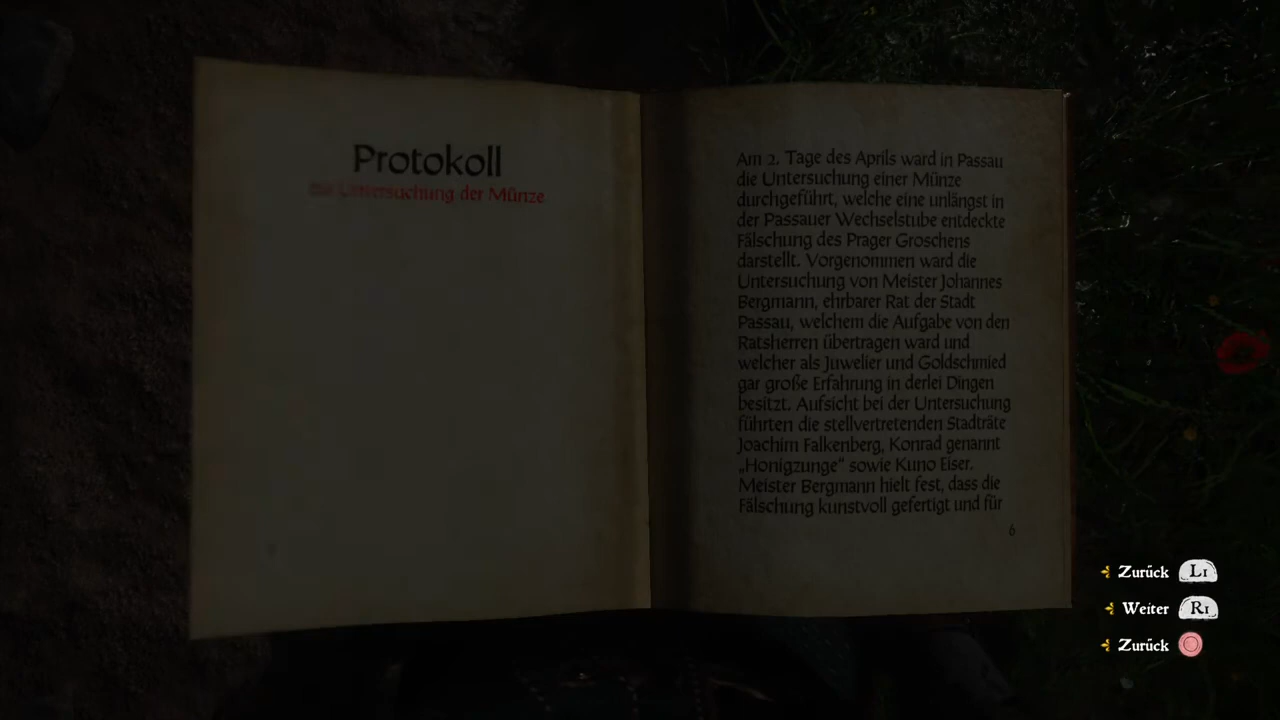 Protokoll
zur Untersuchung der Münze
Am 2. Tage des Aprils ward in Passau
die Untersuchung einer Münze
durchgeführt, welche eine unlängst in
der Passauer Wechselstube entdeckte
Fälschung des Prager Groschens
darstellt. Vorgenommen ward die
Untersuchung von Meister Johannes
Bergmann, ehrbarer Rat der Stadt
Passau, welchem die Aufgabe von den
Ratsherren übertragen ward und
welcher als Juwelier und Goldschmied
gar große Erfahrung in derlei Dingen
besitzt. Aufsicht bei der Untersuchung
führten die stellvertretenden Stadträte
Joachim Falkenberg, Konrad genannt
„Honigzunge“ sowie Kuno Eiser.
Meister Bergmann hielt fest, dass die
Fälschung kunstvoll gefertigt und für
6
Zurück L1
Weiter R1
Zurück